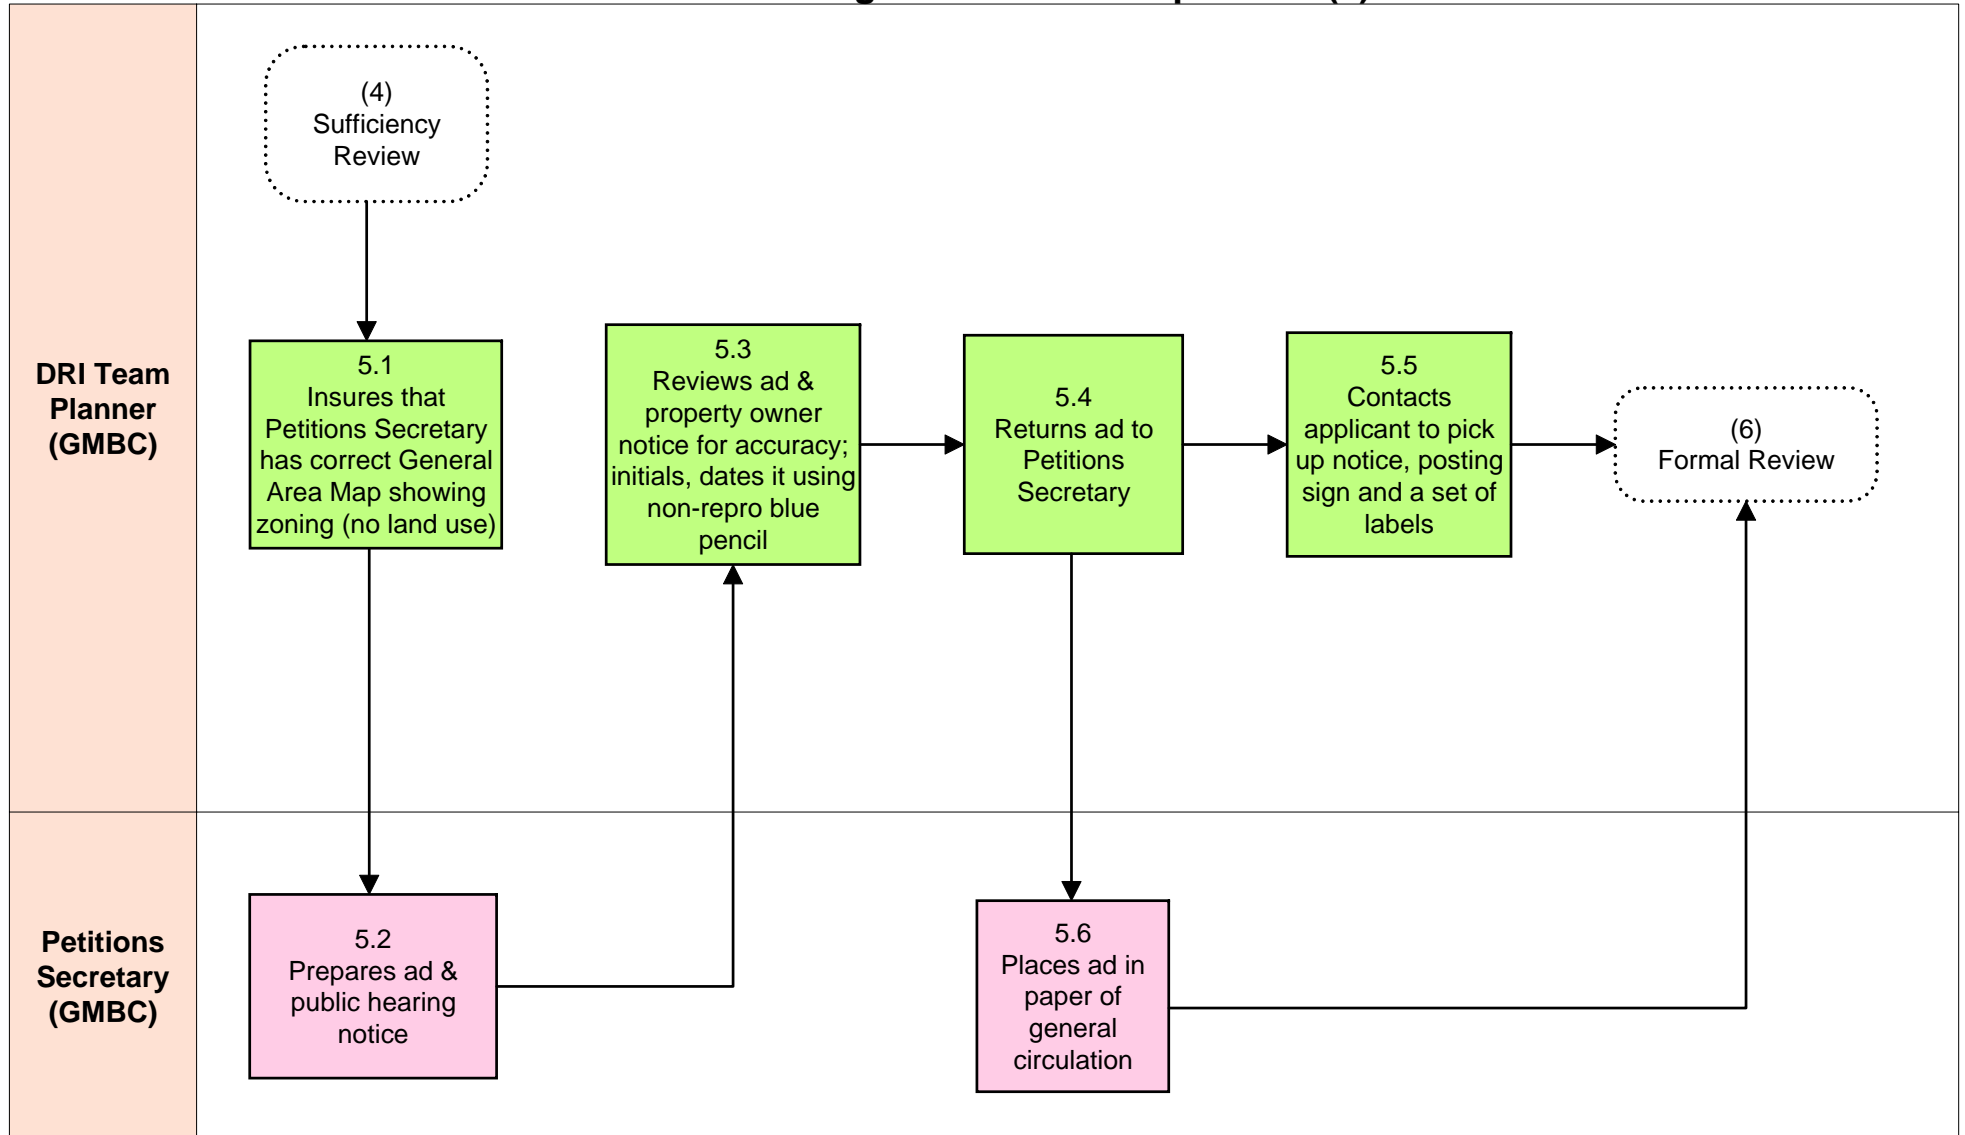 (4)
Sufficiency
Review
DRI Team
Planner
(GMBC)
5.1
Insures that
Petitions Secretary
has correct General
Area Map showing
zoning (no land use)
5.3
Reviews ad &
property owner
notice for accuracy;
initials, dates it using
non-repro blue
pencil
5.4
Returns ad to
Petitions
Secretary
5.5
Contacts
applicant to pick
up notice, posting
sign and a set of
labels
(6)
Formal Review
Petitions
Secretary
(GMBC)
5.2
Prepares ad &
public hearing
notice
5.6
Places ad in
paper of
general
circulation